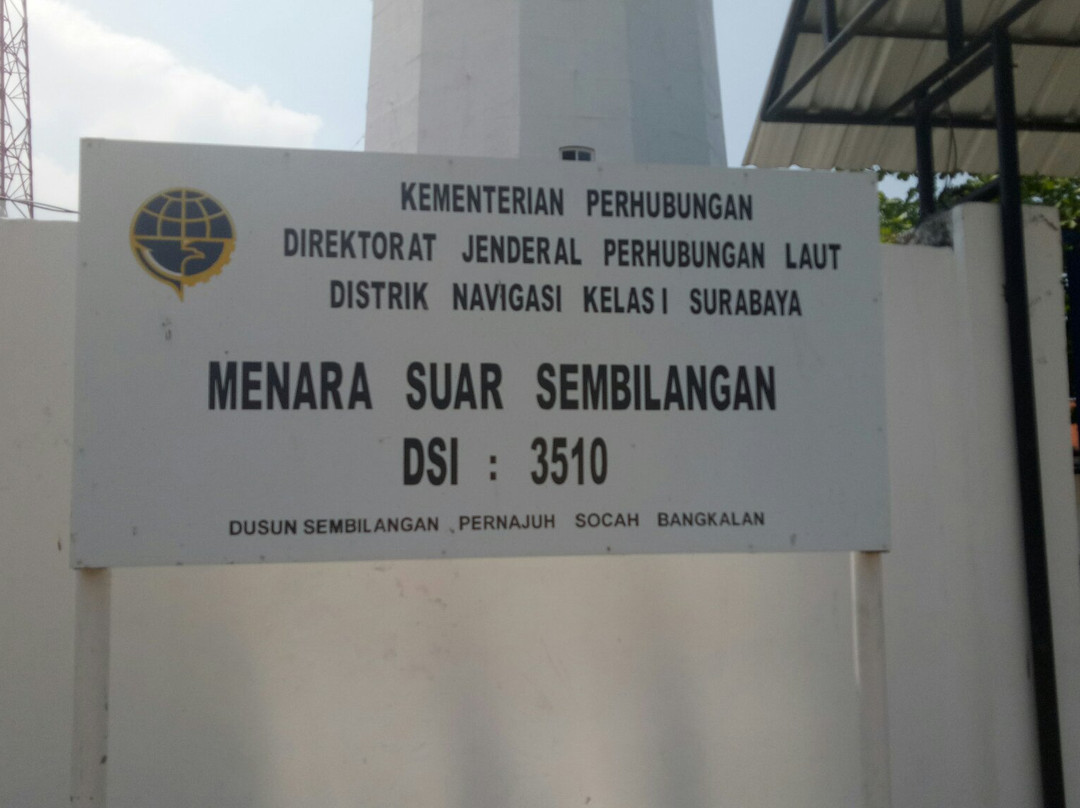 KEMENTERIAN PERHUBUNGAN
DIREKTORAT JENDERAL PERHUBUNGAN LAUT
DISTRIK NAVIGASI KELAS I SURABAYA
MENARA SUAR SEMBILANGAN
DSI : 3510
DUSUN SEMBILANGAN PERNAJUH SOCAH BANGKALAN